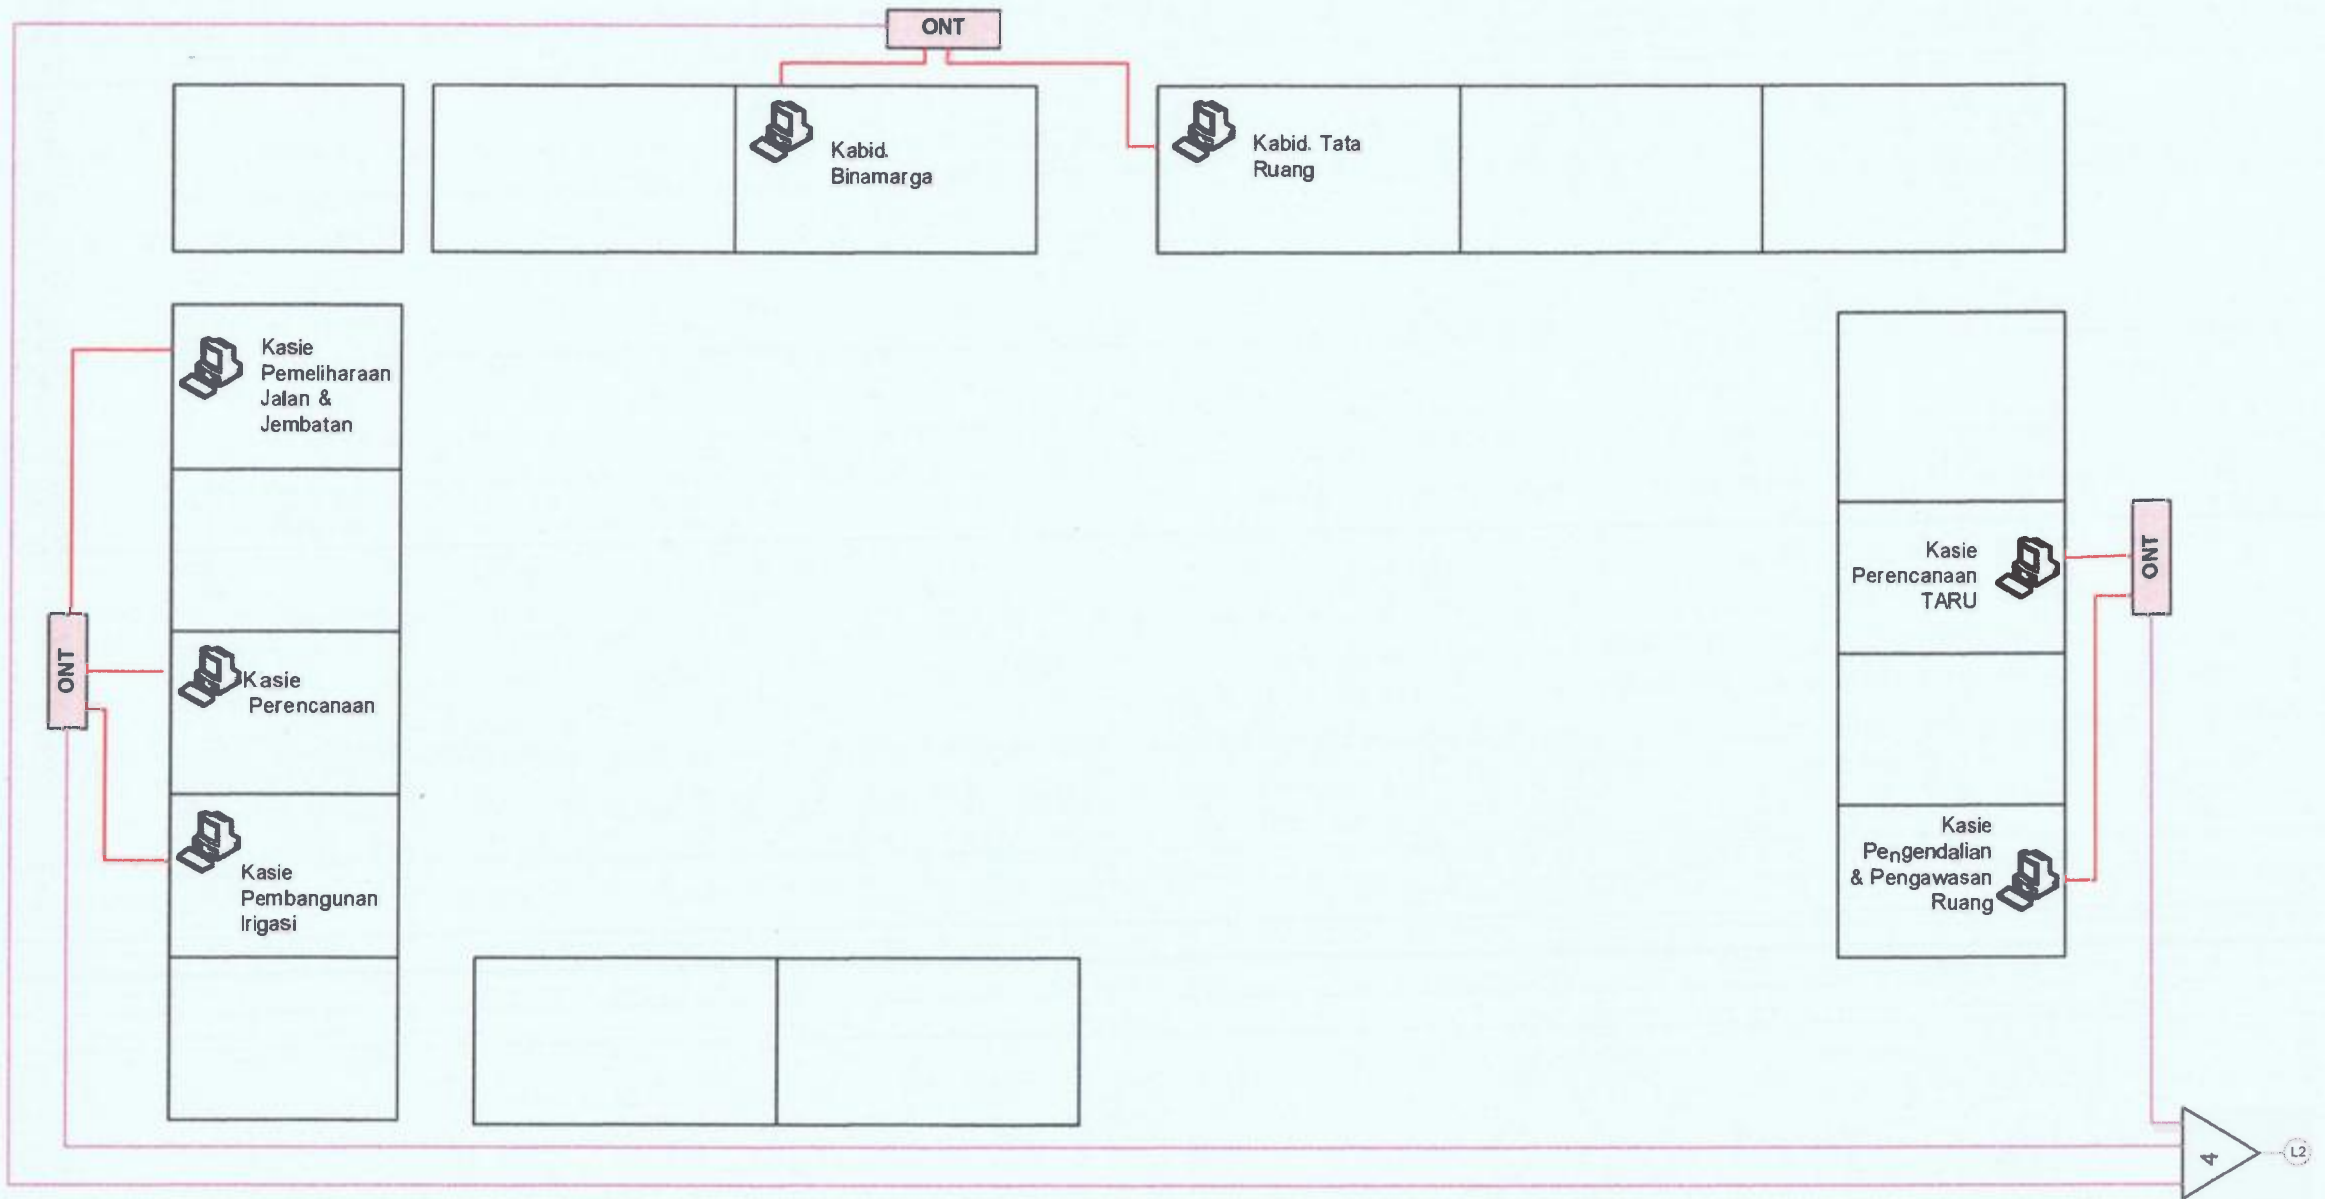 ONT
Kabid.
Binamarga
Kabid. Tata
Ruang
Kasie
Pemeliharaan
Jalan &
Jembatan
ONT
Kasie
Perencanaan
Kasie
Pembangunan
Irigasi
Kasie
Perencanaan
TARU
ONT
Kasie
Pengendalian
& Pengawasan
Ruang
4
L2